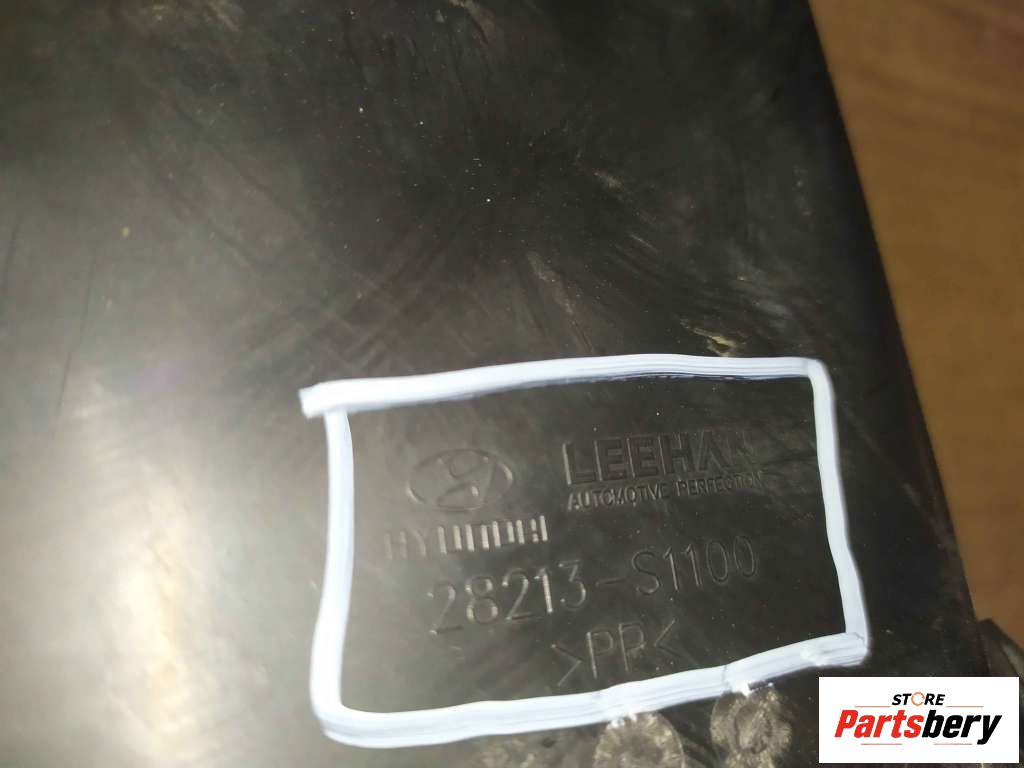 LEEHAN
AUTOMOTIVE PERFECTION
HYUNDAI
28213-S1100
>PP<
STORE
Partsbery